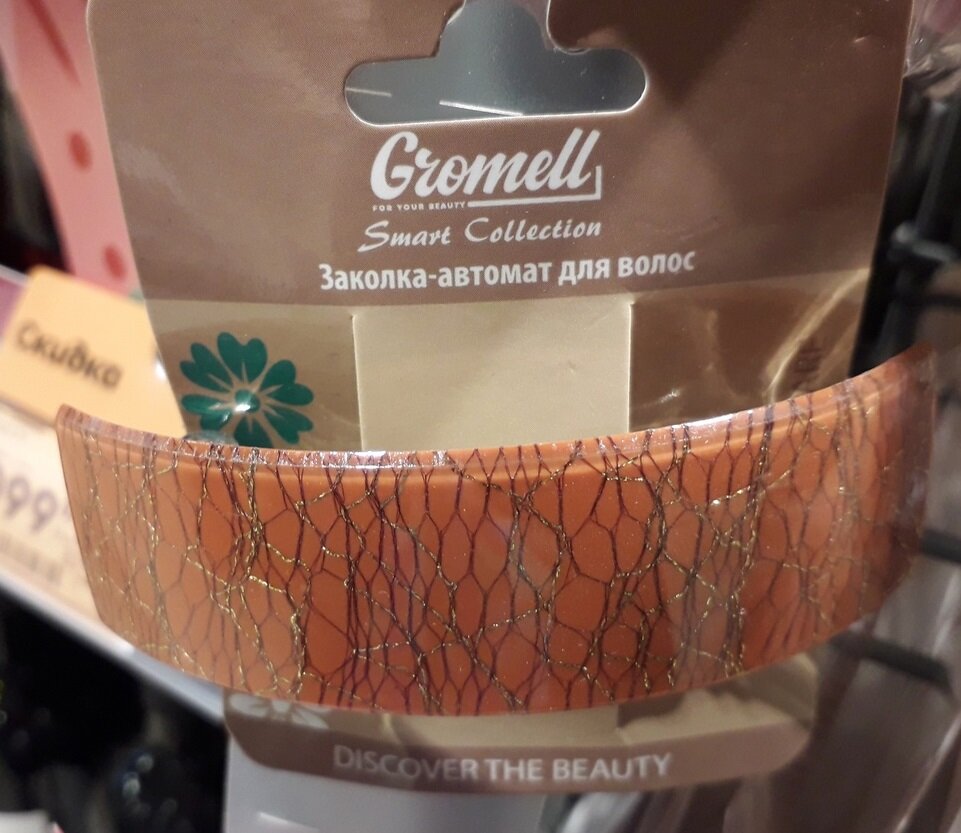 Gromell
FOR YOUR BEAUTY
Smart Collection
Заколка-автомат для волос
Скидка
DISCOVER THE BEAUTY